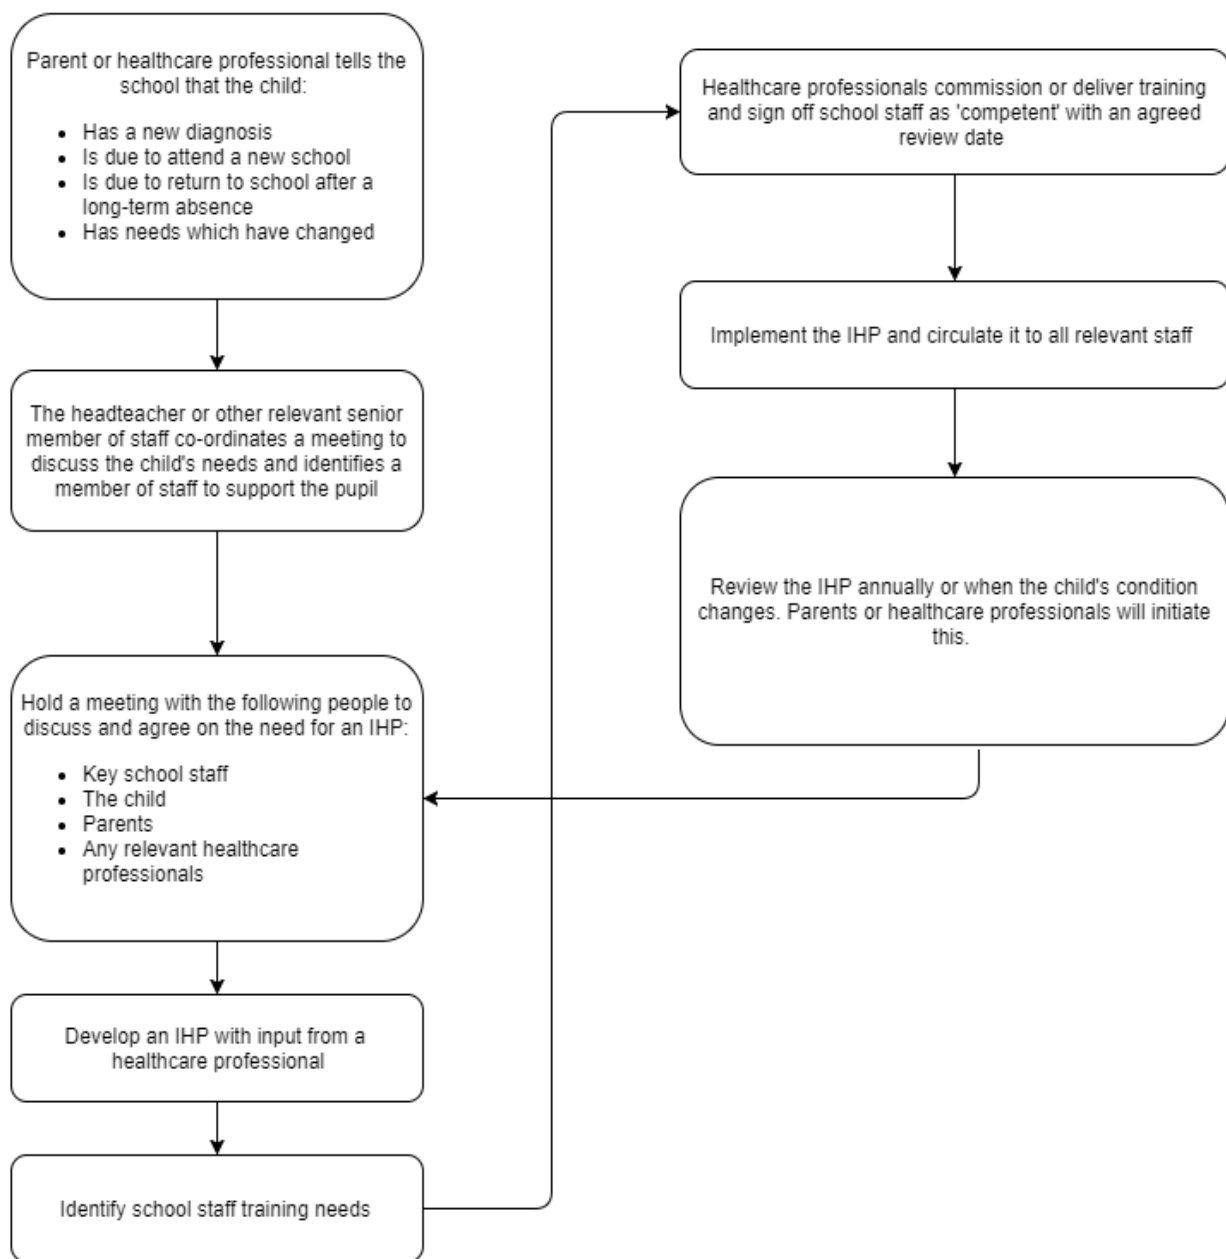 Parent or healthcare professional tells the
school that the child:
• Has a new diagnosis
• Is due to attend a new school
• Is due to return to school after a
long-term absence
• Has needs which have changed
The headteacher or other relevant senior
member of staff co-ordinates a meeting to
discuss the child's needs and identifies a
member of staff to support the pupil
Hold a meeting with the following people to
discuss and agree on the need for an IHP:
• Key school staff
• The child
• Parents
• Any relevant healthcare
professionals
Develop an IHP with input from a
healthcare professional
Identify school staff training needs
Healthcare professionals commission or deliver training
and sign off school staff as 'competent' with an agreed
review date
Implement the IHP and circulate it to all relevant staff
Review the IHP annually or when the child's condition
changes. Parents or healthcare professionals will initiate
this.